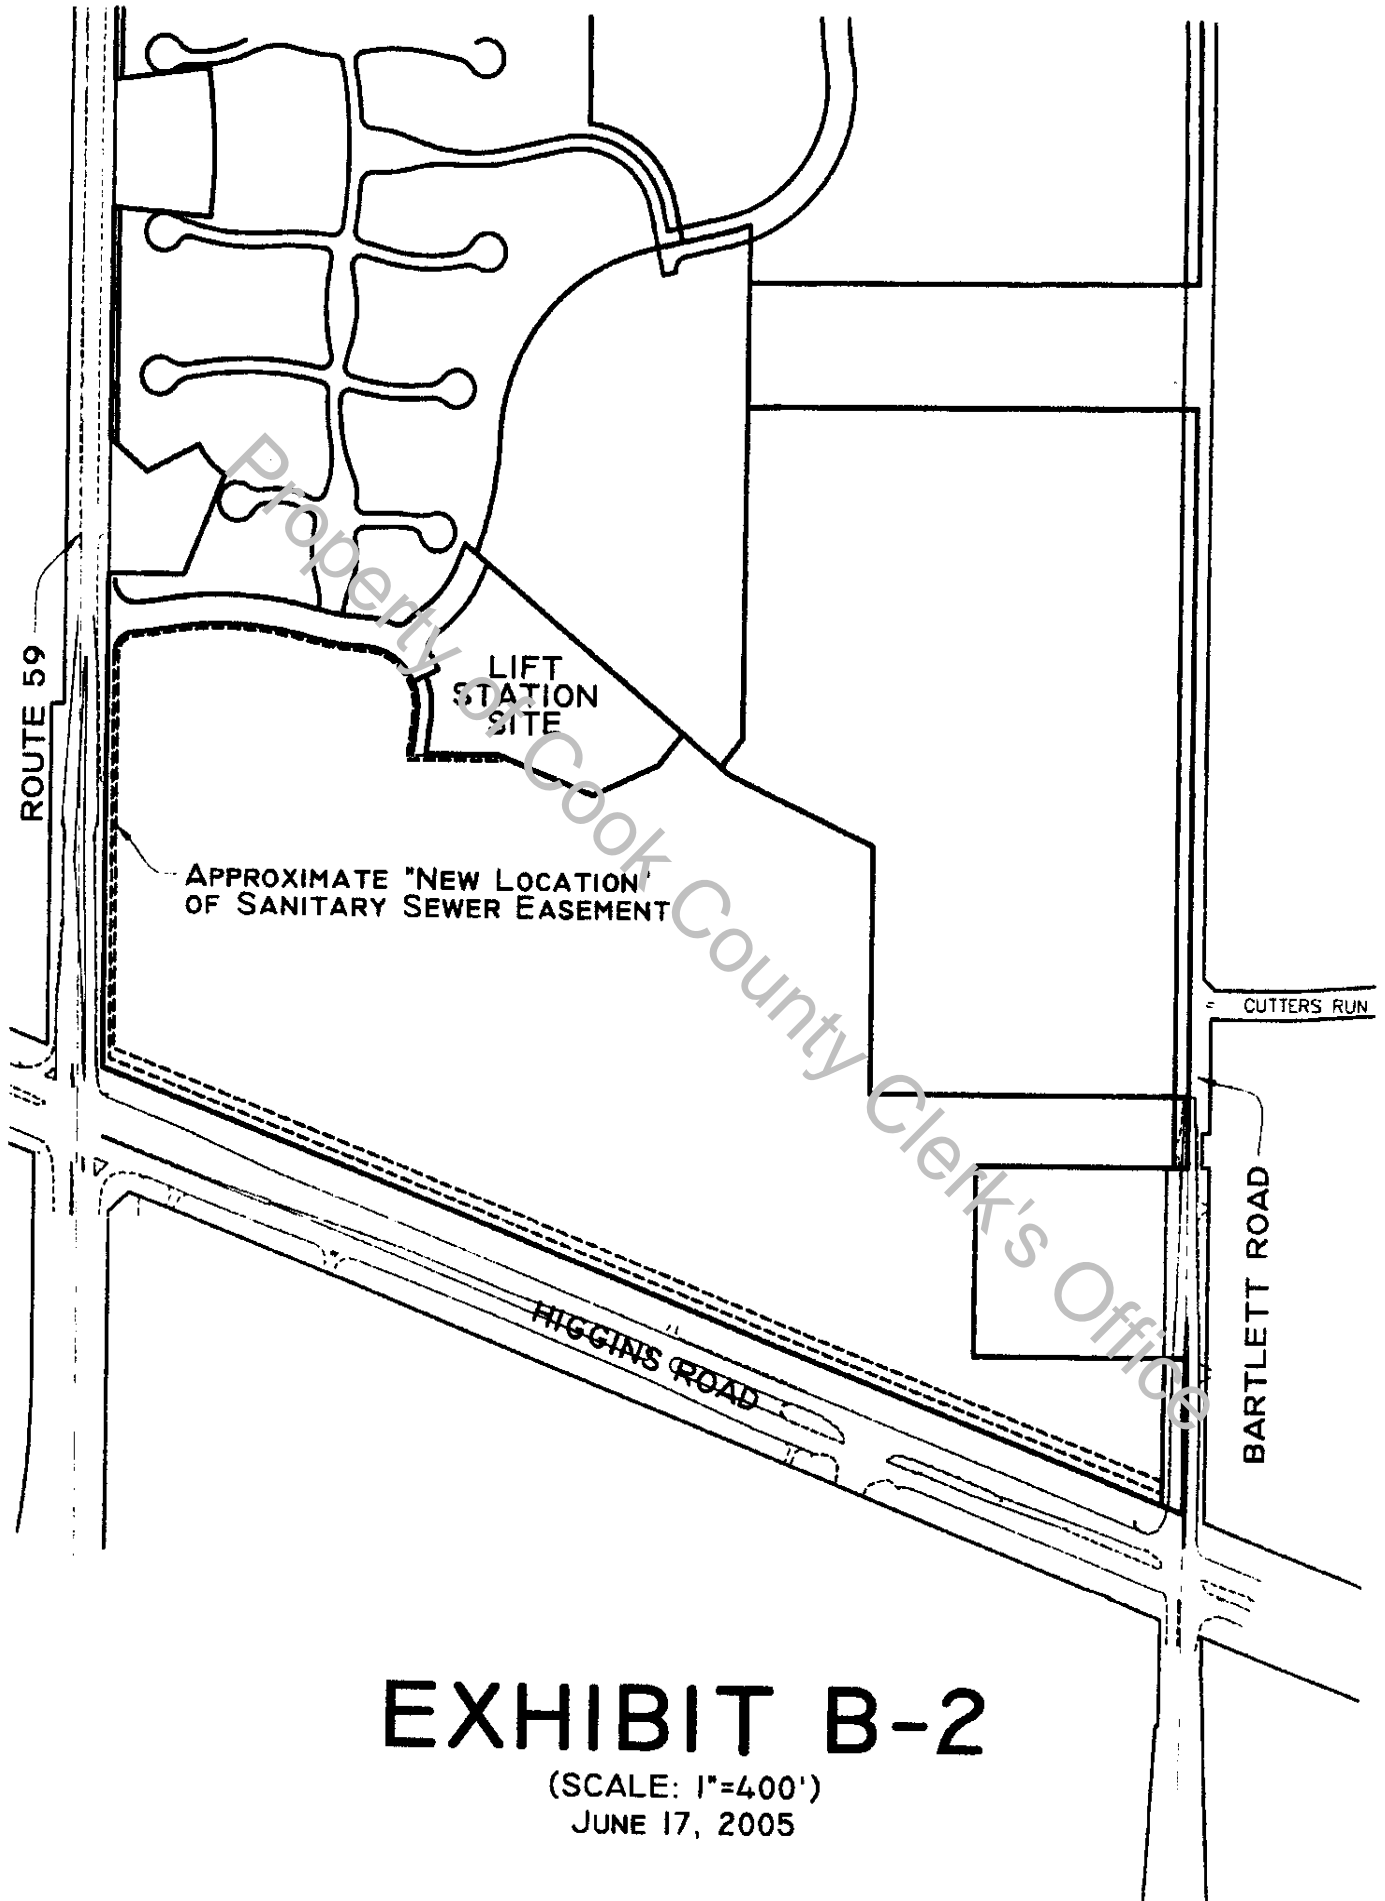 ROUTE 59
LIFT
STATION
SITE
APPROXIMATE "NEW LOCATION"
OF SANITARY SEWER EASEMENT
CUTTERS RUN
BARTLETT ROAD
HIGGINS ROAD
Property of Cook County Clerk's Office
EXHIBIT B-2
(SCALE: 1"=400')
JUNE 17, 2005